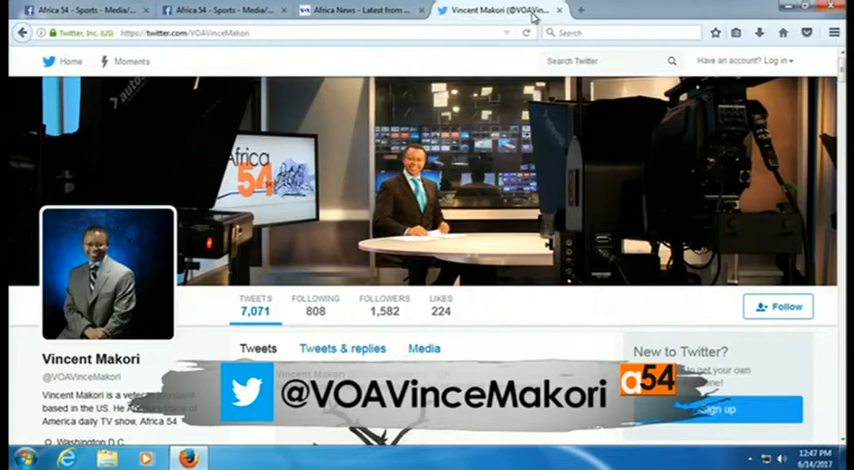 Africa 54 - Sports - Media/...
Africa 54 - Sports - Media/...
Africa News - Latest from ...
Vincent Makori (@VOAVin...
Twitter, Inc. (US)
https://twitter.com/VOAVinceMakori
Search
Home
Moments
Search Twitter
Have an account? Log in
Africa
54
TWEETS
7,071
FOLLOWING
808
FOLLOWERS
1,582
LIKES
224
Follow
Vincent Makori
@VOAVinceMakori
Vincent Makori is a
based in the US. He
America daily TV show, Africa 54
Washington D.C
Tweets
Tweets & replies
Media
New to Twitter?
to get your own
Sign up
@VOAVinceMakori
a54
12:47 PM
6/14/2017